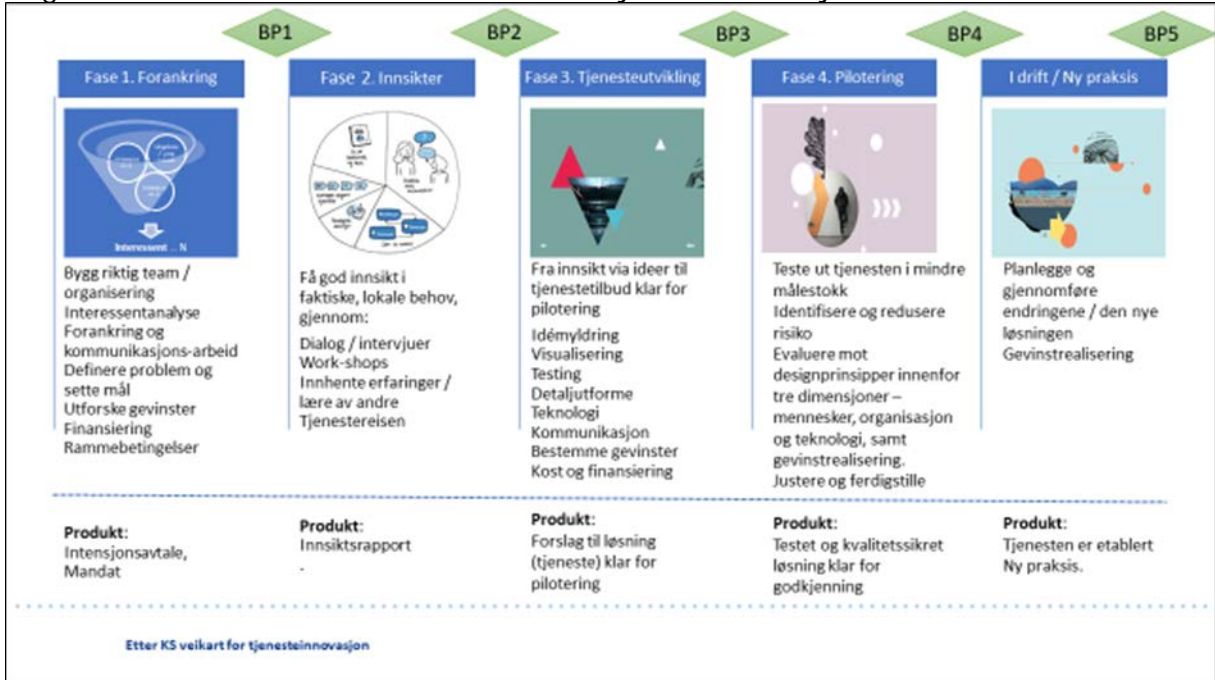 BP1
BP2
BP3
BP4
BP5
Fase 1. Forankring
Fase 2. Innsikter
Fase 3. Tjenesteutvikling
Fase 4. Pilotering
I drift / Ny praksis
Interessent .. N
Bygg riktig team /
organisering
Interessentanalyse
Forankring og
kommunikasjons-arbeid
Definere problem og
sette mål
Utforske gevinster
Finansiering
Rammebetingelser
Få god innsikt i
faktiske, lokale behov,
gjennom:
Dialog / intervjuer
Work-shops
Innhente erfaringer /
lære av andre
Tjenestereisen
Fra innsikt via ideer til
tjenestetilbud klar for
pilotering
Idémyldring
Visualisering
Testing
Detaljutforme
Teknologi
Kommunikasjon
Bestemme gevinster
Kost og finansiering
Teste ut tjenesten i mindre
målestokk
Identifisere og redusere
risiko
Evaluere mot
designprinsipper innenfor
tre dimensjoner –
mennesker, organisasjon
og teknologi, samt
gevinstrealisering.
Justere og ferdigstille
Planlegge og
gjennomføre
endringene / den nye
løsningen
Gevinstrealisering
Produkt:
Intensjonsavtale,
Mandat
Produkt:
Innsiktsrapport
-
Produkt:
Forslag til løsning
(tjeneste) klar for
pilotering
Produkt:
Testet og kvalitetssikret
løsning klar for
godkjenning
Produkt:
Tjenesten er etablert
Ny praksis.
Etter KS veikart for tjenesteinnovasjon